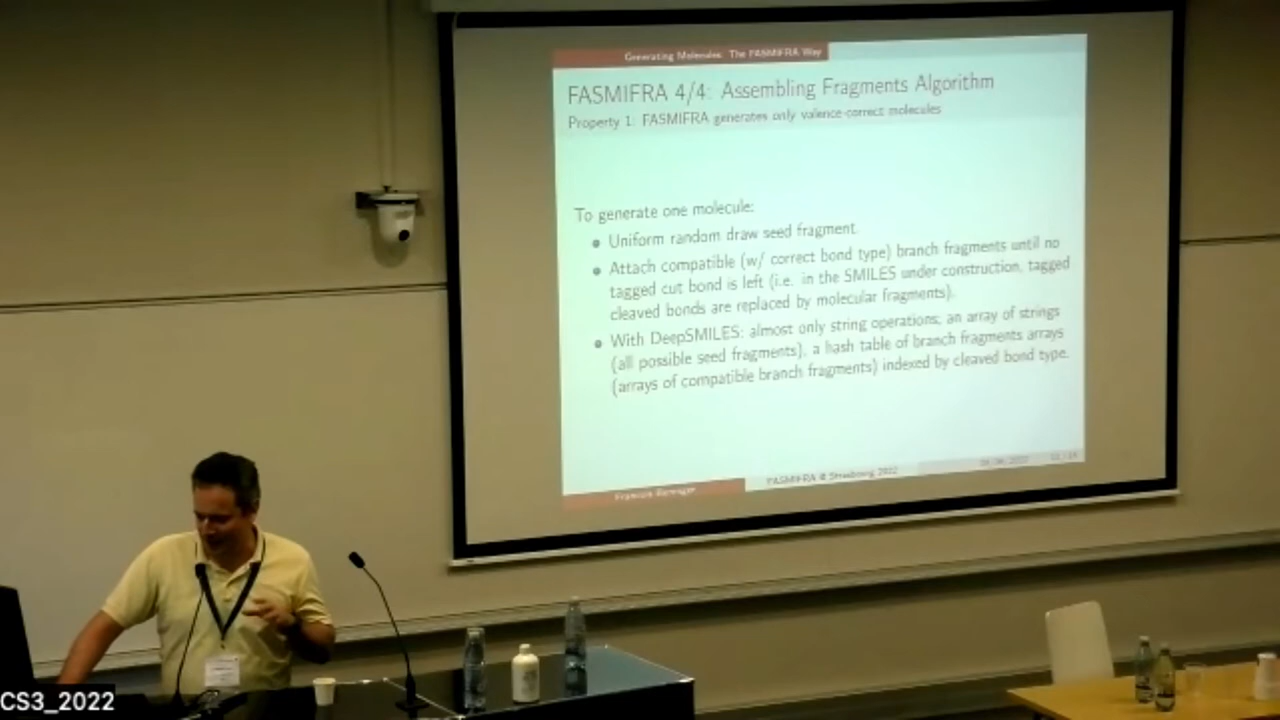 Generating Molecules: The FASMIFRA Way
FASMIFRA 4/4: Assembling Fragments Algorithm
Property 1: FASMIFRA generates only valence-correct molecules
To generate one molecule:
Uniform random draw seed fragment.
Attach compatible (w/ correct bond type) branch fragments until no
tagged cut bond is left (i.e. in the SMILES under construction, tagged
cleaved bonds are replaced by molecular fragments).
With DeepSMILES: almost only string operations; an array of strings
(all possible seed fragments), a hash table of branch fragments arrays
(arrays of compatible branch fragments) indexed by cleaved bond type.
FASMIFRA @ Strasbourg 2022
CS3_2022